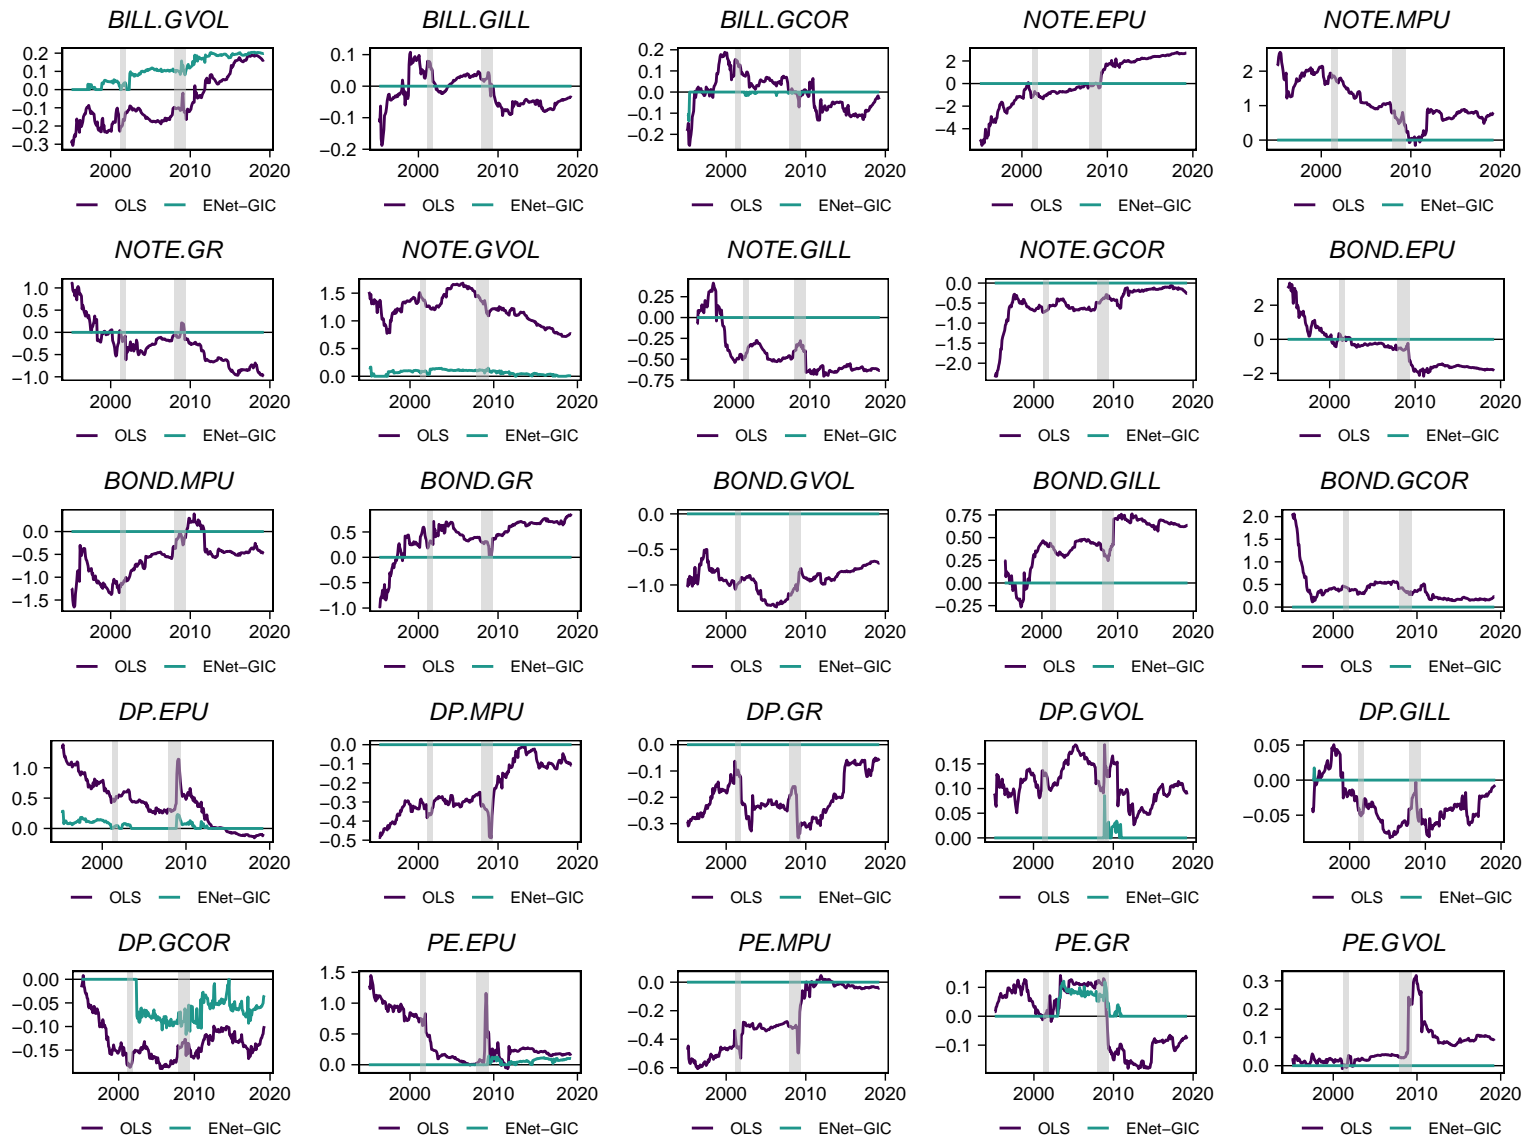 BILL.GVOL BILL.GILL BILL.GCOR NOTE.EPU NOTE.MPU
0.2 0.1 0.0 −0.1 −0.2 −0.3
0.1 0.0 −0.1 −0.2
0.2 0.1 0.0 −0.1 −0.2
2 0 −2 −4
2 1 0
2000 2010 2020 2000 2010 2020 2000 2010 2020 2000 2010 2020 2000 2010 2020
OLS ENet−GIC OLS ENet−GIC OLS ENet−GIC OLS ENet−GIC OLS ENet−GIC
NOTE.GR NOTE.GVOL NOTE.GILL NOTE.GCOR BOND.EPU
1.0 0.5 0.0 −0.5 −1.0
1.5 1.0 0.5 0.0
0.25 0.00 −0.25 −0.50 −0.75
0.0 −0.5 −1.0 −1.5 −2.0
2 0 −2
2000 2010 2020 2000 2010 2020 2000 2010 2020 2000 2010 2020 2000 2010 2020
OLS ENet−GIC OLS ENet−GIC OLS ENet−GIC OLS ENet−GIC OLS ENet−GIC
BOND.MPU BOND.GR BOND.GVOL BOND.GILL BOND.GCOR
0.0 −0.5 −1.0 −1.5
0.5 0.0 −0.5 −1.0
0.0 −0.5 −1.0
0.75 0.50 0.25 0.00 −0.25
2.0 1.5 1.0 0.5 0.0
2000 2010 2020 2000 2010 2020 2000 2010 2020 2000 2010 2020 2000 2010 2020
OLS ENet−GIC OLS ENet−GIC OLS ENet−GIC OLS ENet−GIC OLS ENet−GIC
DP.EPU DP.MPU DP.GR DP.GVOL DP.GILL
1.0 0.5 0.0
0.0 −0.1 −0.2 −0.3 −0.4 −0.5
0.0 −0.1 −0.2 −0.3
0.15 0.10 0.05 0.00
0.05 0.00 −0.05
2000 2010 2020 2000 2010 2020 2000 2010 2020 2000 2010 2020 2000 2010 2020
OLS ENet−GIC OLS ENet−GIC OLS ENet−GIC OLS ENet−GIC OLS ENet−GIC
DP.GCOR PE.EPU PE.MPU PE.GR PE.GVOL
0.00 −0.05 −0.10 −0.15
1.5 1.0 0.5 0.0
0.0 −0.2 −0.4 −0.6
0.1 0.0 −0.1
0.3 0.2 0.1 0.0
2000 2010 2020 2000 2010 2020 2000 2010 2020 2000 2010 2020 2000 2010 2020
OLS ENet−GIC OLS ENet−GIC OLS ENet−GIC OLS ENet−GIC OLS ENet−GIC